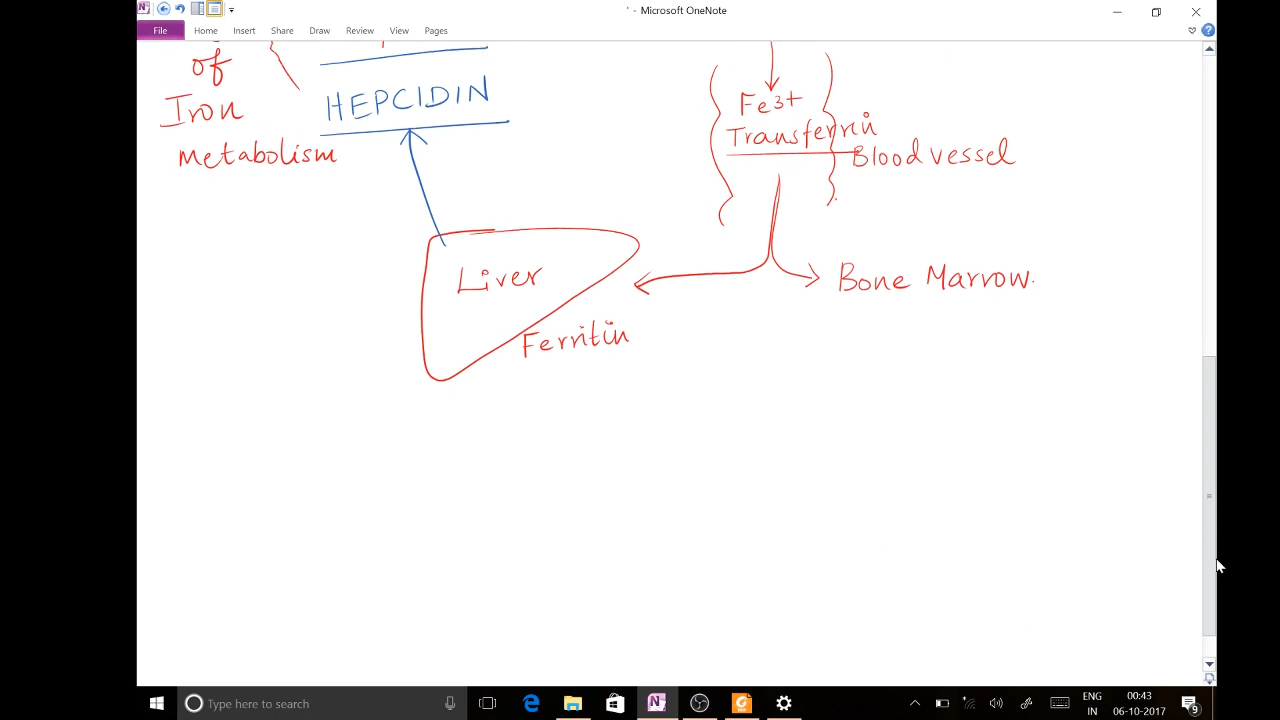 ' - Microsoft OneNote
File Home Insert Share Draw Review View Pages
of
Iron
metabolism
HEPCIDIN
Fe3+
Transferrin
Blood vessel
Liver
Ferritin
Bone Marrow.
Type here to search
ENG
IN
00:43
06-10-2017
9